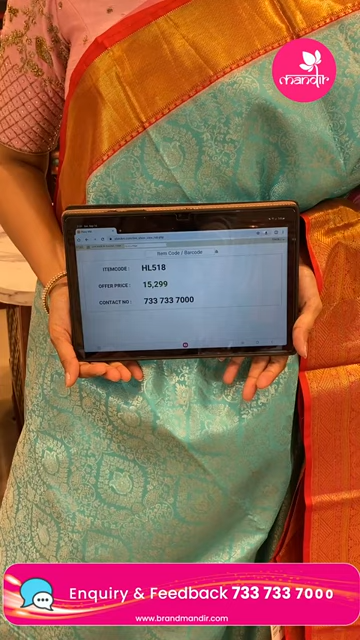 mandir
Item Code / Barcode
ITEMCODE : HL518
OFFER PRICE : 15,299
CONTACT NO : 733 733 7000
Enquiry & Feedback 733 733 7000
www.brandmandir.com